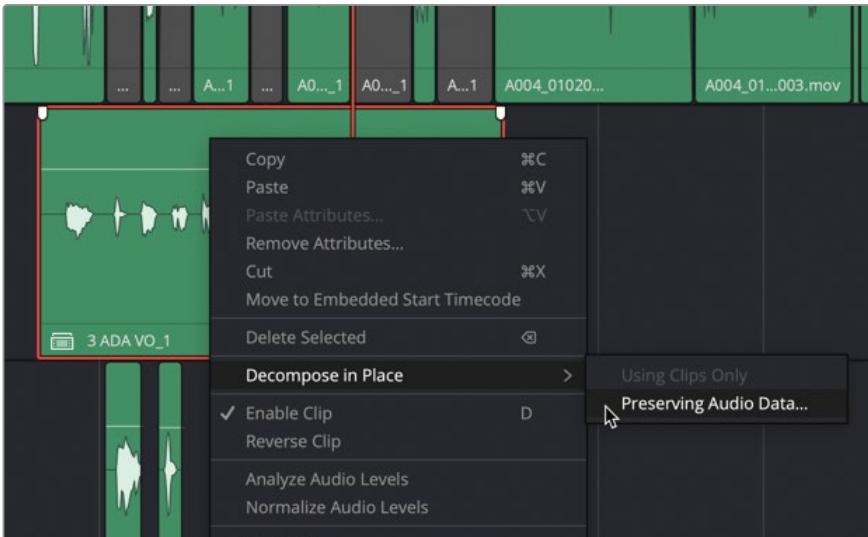 ... ... A...1 ... A0..._1 A0..._1 A...1 A004_01020... A004_01...003.mov
Copy ⌘C
Paste ⌘V
Paste Attributes... ⌥V
Remove Attributes...
Cut ⌘X
Move to Embedded Start Timecode
3 ADA VO_1
Delete Selected ⌫
Decompose in Place >
Using Clips Only
Preserving Audio Data...
✓ Enable Clip D
Reverse Clip
Analyze Audio Levels
Normalize Audio Levels